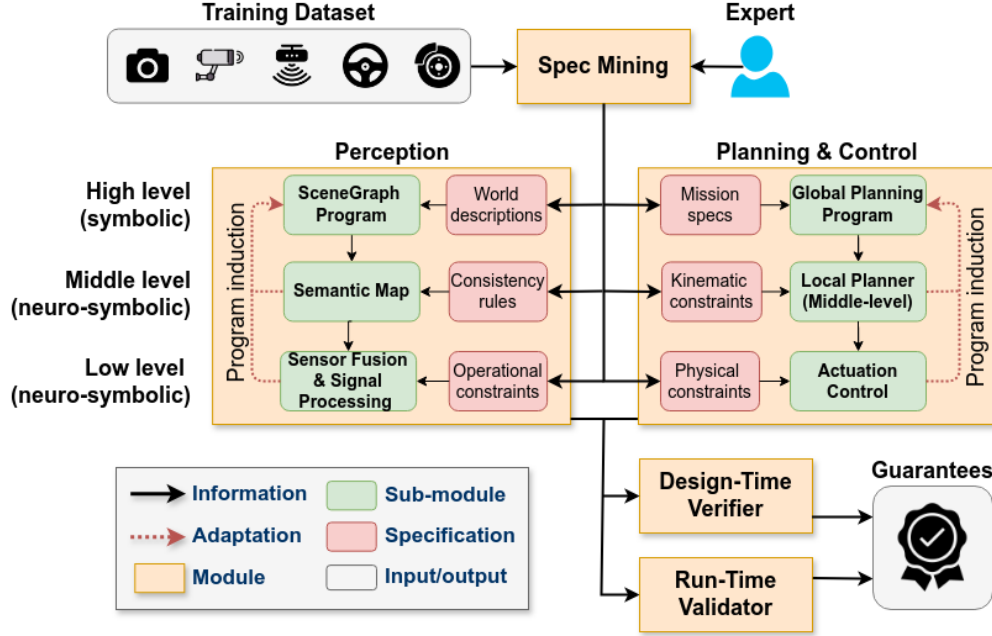 Training Dataset
Expert
Spec Mining
Perception
Planning & Control
High level
(symbolic)
Middle level
(neuro-symbolic)
Low level
(neuro-symbolic)
Program induction
SceneGraph
Program
World
descriptions
Semantic Map
Consistency
rules
Sensor Fusion
& Signal
Processing
Operational
constraints
Mission
specs
Global Planning
Program
Kinematic
constraints
Local Planner
(Middle-level)
Physical
constraints
Actuation
Control
Program induction
Information
Adaptation
Module
Sub-module
Specification
Input/output
Design-Time
Verifier
Run-Time
Validator
Guarantees